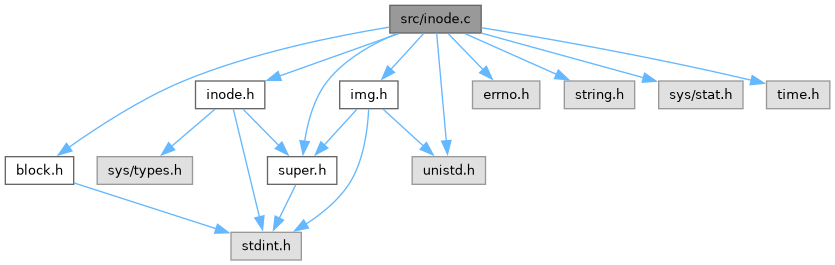 src/inode.c
inode.h
img.h
errno.h
string.h
sys/stat.h
time.h
block.h
sys/types.h
super.h
unistd.h
stdint.h